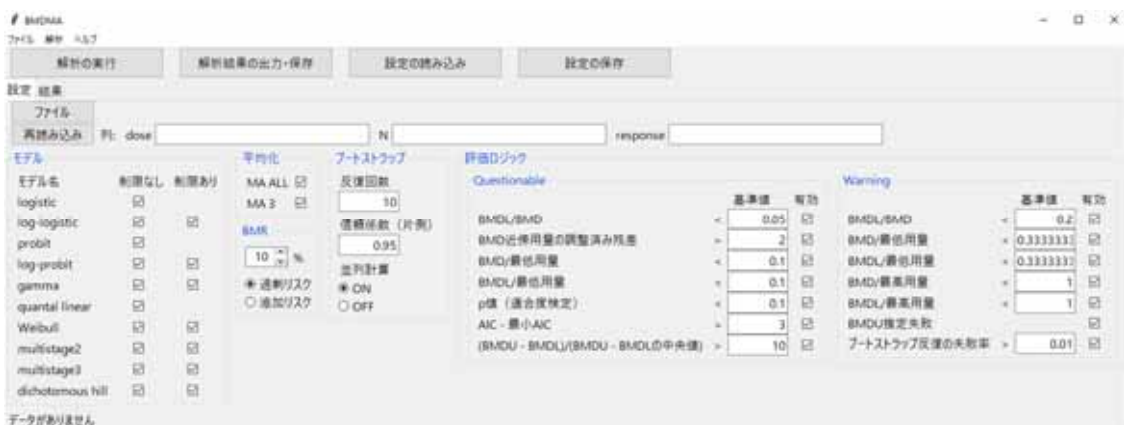 BMDMA
ファイル 解析 ヘルプ
解析の実行 解析結果の出力・保存 設定の読み込み 設定の保存
設定 結果
ファイル
再読み込み 列: dose N response
モデル 平均化 ブートストラップ 評価ロジック
モデル名 制限なし 制限あり MA ALL 反復回数 Questionable Warning
logistic MA 3 10 基準値 有効 基準値 有効
log-logistic BMR 信頼係数（片側） BMDL/BMD < 0.05 BMDL/BMD < 0.2
probit 10 % 0.95 BMD近傍用量の調整済み残差 > 2 BMD/最低用量 < 0.3333333
log-probit 並列計算 BMD/最低用量 < 0.1 BMDL/最低用量 < 0.3333333
gamma 過剰リスク ON BMDL/最低用量 < 0.1 BMD/最高用量 > 1
quantal linear 追加リスク OFF p値（適合度検定） < 0.1 BMDL/最高用量 > 1
Weibull AIC - 最小AIC > 3 BMDU推定失敗
multistage2 (BMDU - BMDL)/(BMDU - BMDLの中央値) > 10 ブートストラップ反復の失敗率 > 0.01
multistage3
dichotomous hill
データがありません